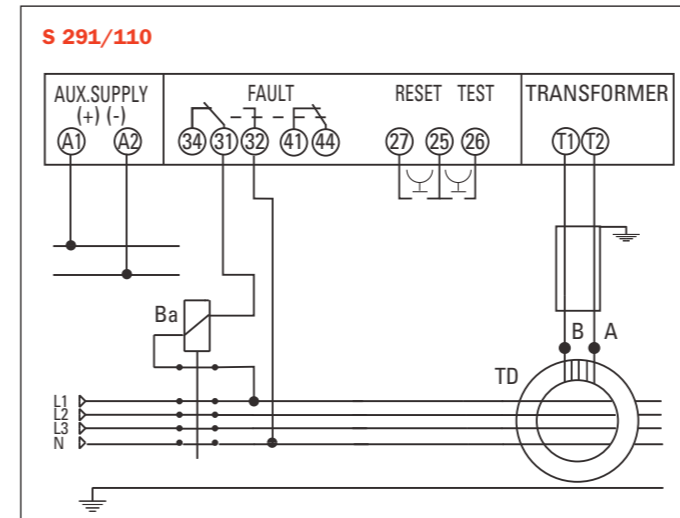 S 291/110
AUX.SUPPLY FAULT RESET TEST TRANSFORMER
(+) (-)
A1 A2 34 31 32 41 44 27 25 26 T1 T2
Ba
B A
TD
L1
L2
L3
N